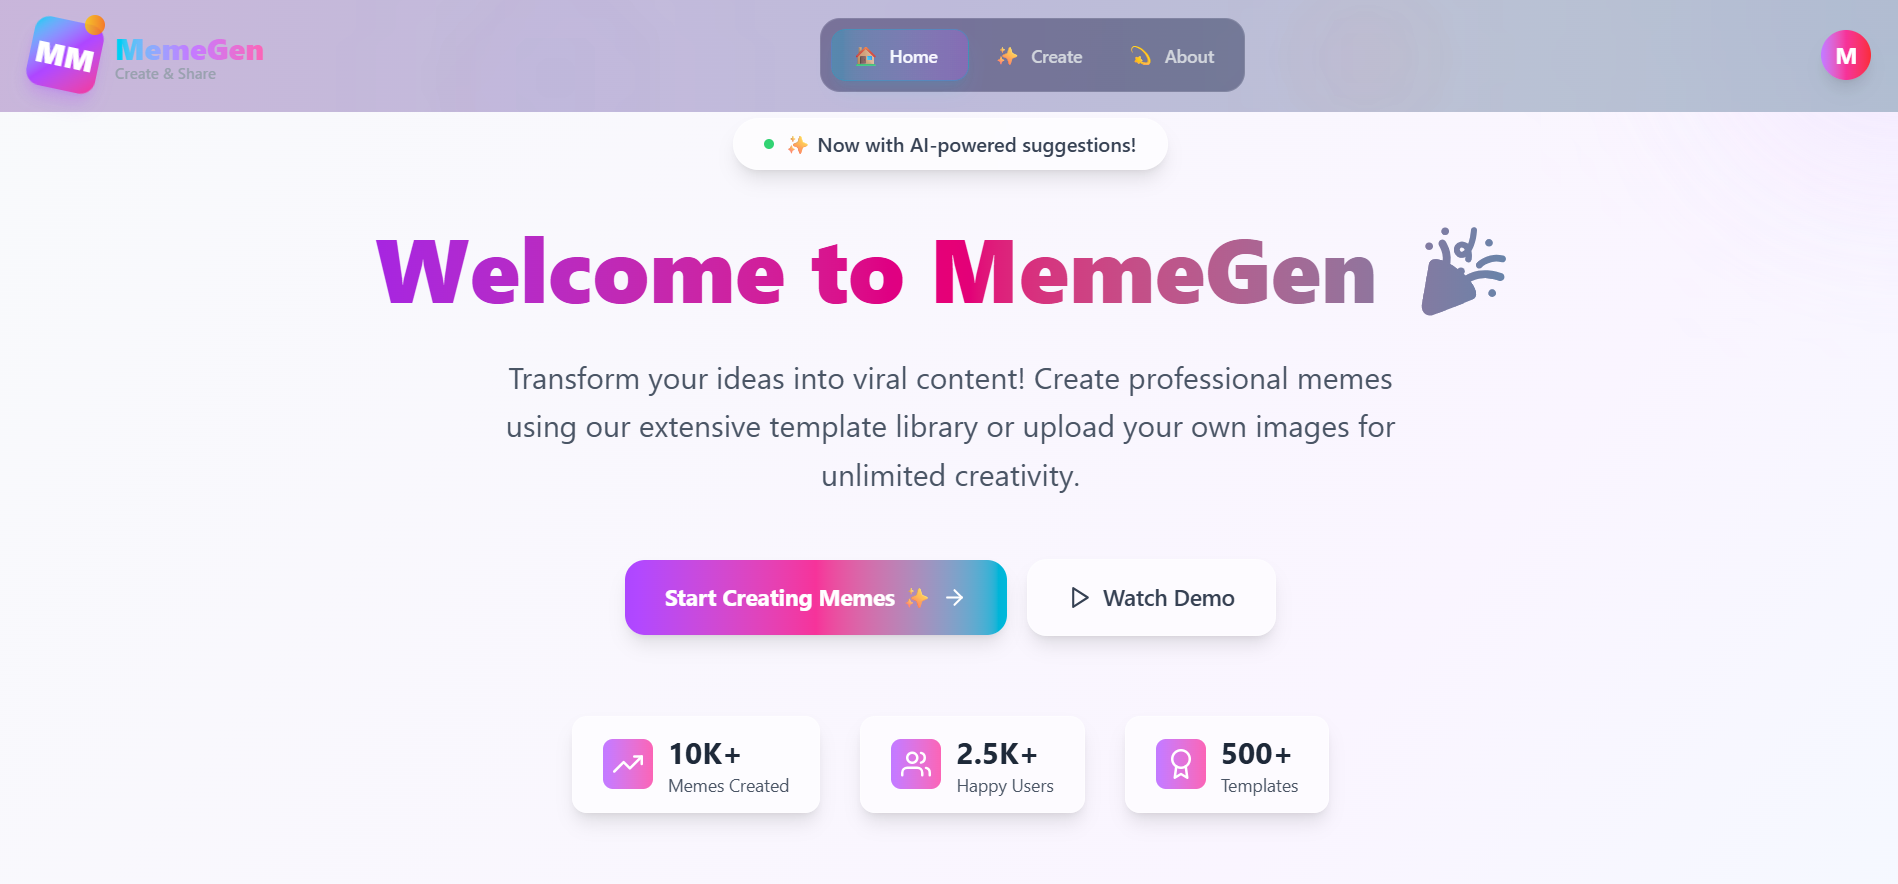 MM
MemeGen
Create & Share
Home
Create
About
M
Now with AI-powered suggestions!
Welcome to MemeGen
Transform your ideas into viral content! Create professional memes
using our extensive template library or upload your own images for
unlimited creativity.
Start Creating Memes
Watch Demo
10K+
Memes Created
2.5K+
Happy Users
500+
Templates